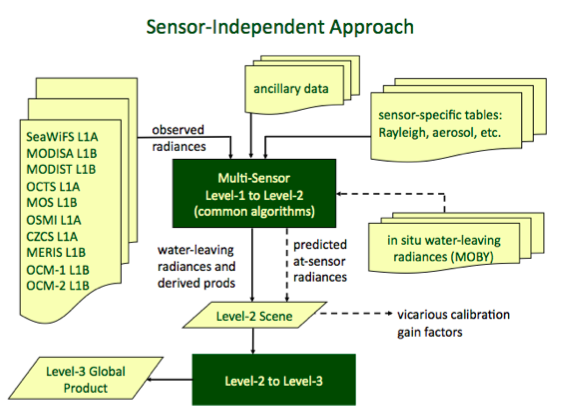 Sensor-Independent Approach
ancillary data
sensor-specific tables:
Rayleigh, aerosol, etc.
SeaWiFS L1A
MODISA L1B
MODIST L1B
OCTS L1A
MOS L1B
OSMI L1A
CZCS L1A
MERIS L1B
OCM-1 L1B
OCM-2 L1B
observed
radiances
Multi-Sensor
Level-1 to Level-2
(common algorithms)
in situ water-leaving
radiances (MOBY)
water-leaving
radiances and
derived prods
predicted
at-sensor
radiances
Level-2 Scene
vicarious calibration
gain factors
Level-3 Global
Product
Level-2 to Level-3